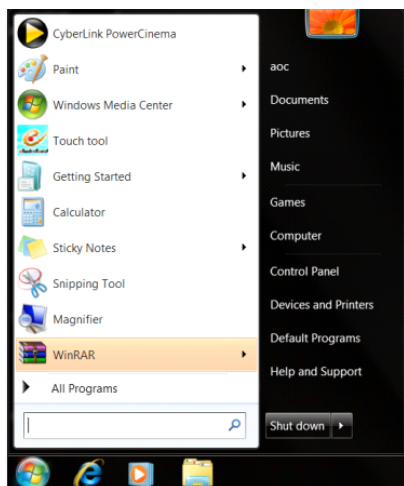 CyberLink PowerCinema
Paint
Windows Media Center
Touch tool
Getting Started
Calculator
Sticky Notes
Snipping Tool
Magnifier
WinRAR
All Programs
aoc
Documents
Pictures
Music
Games
Computer
Control Panel
Devices and Printers
Default Programs
Help and Support
Shut down